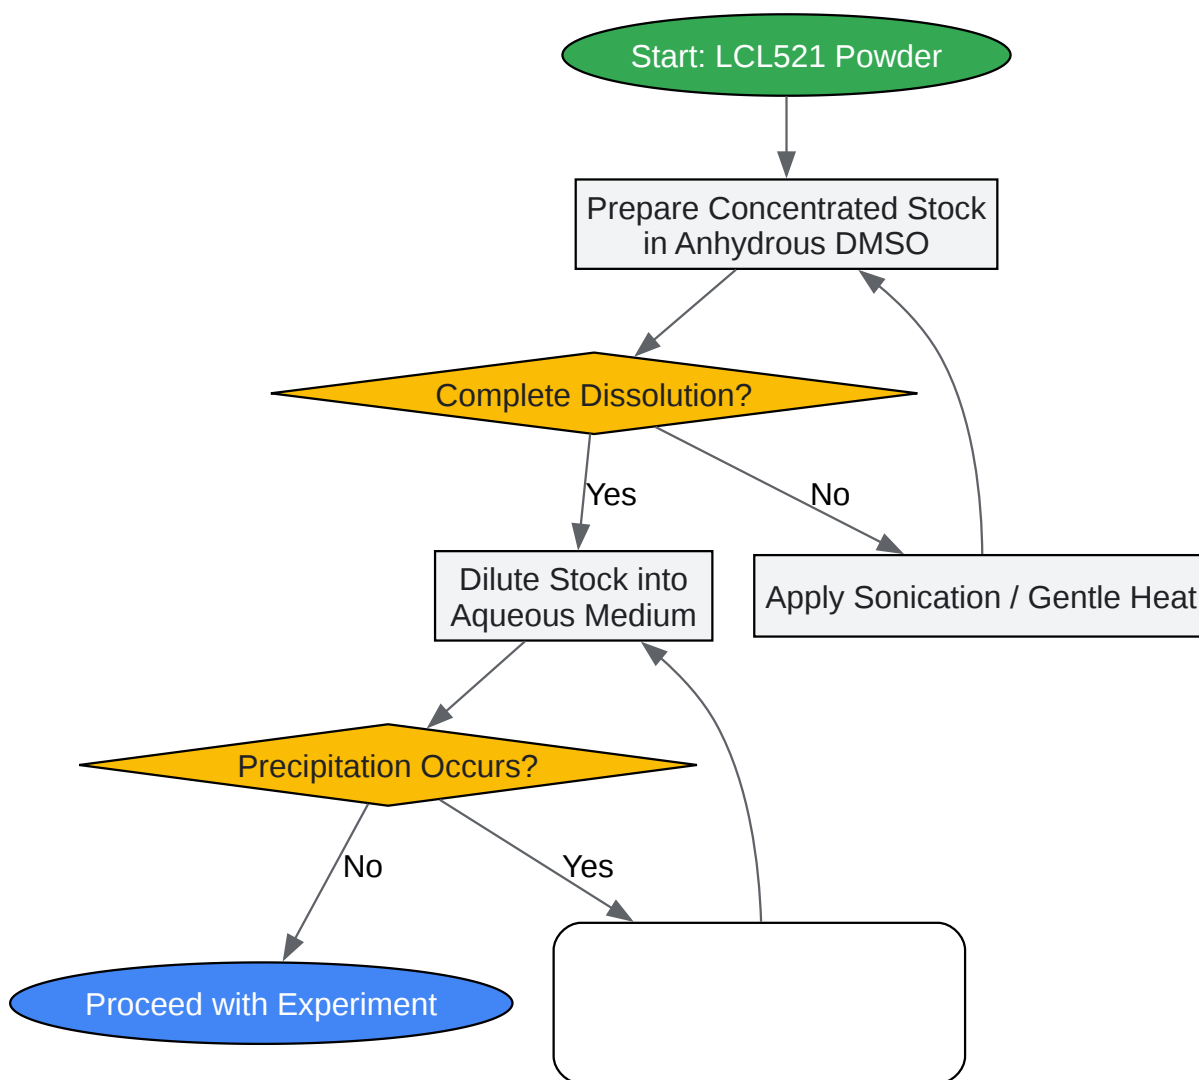 Start: LCL521 Powder
Prepare Concentrated Stock
in Anhydrous DMSO
Complete Dissolution?
Yes
No
Dilute Stock into
Aqueous Medium
Apply Sonication / Gentle Heat
Precipitation Occurs?
No
Yes
Proceed with Experiment